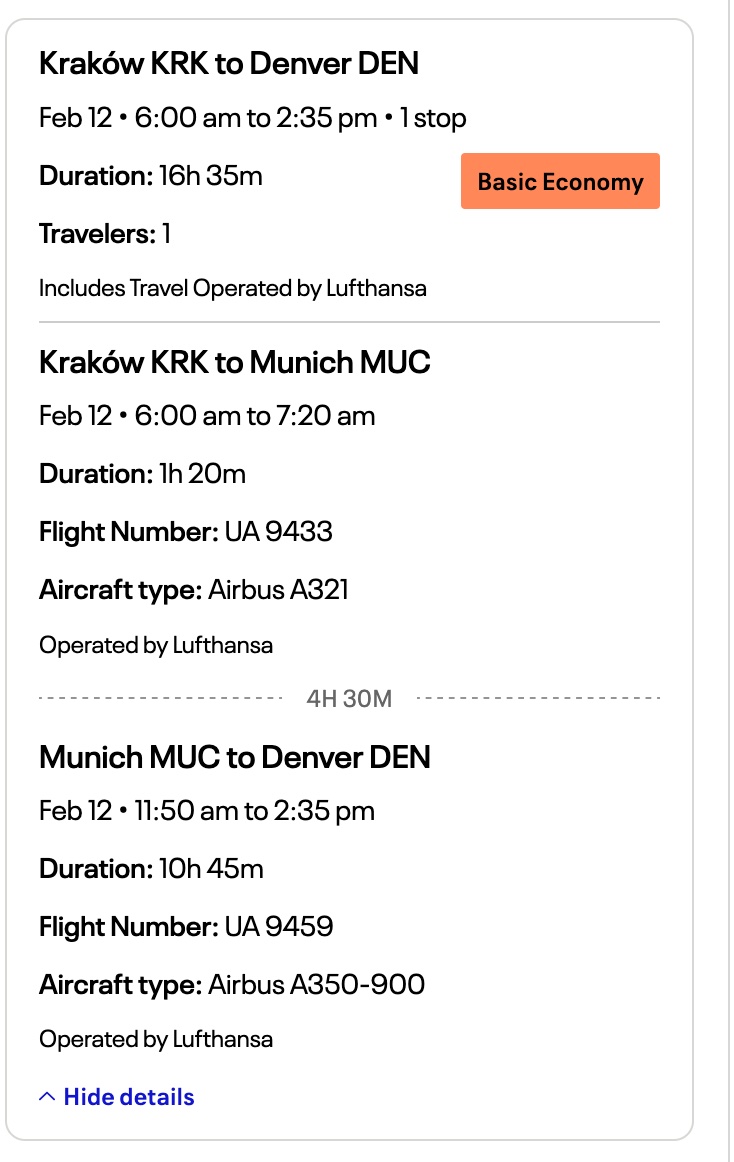 Kraków KRK to Denver DEN
Feb 12 • 6:00 am to 2:35 pm • 1 stop
Duration: 16h 35m
Basic Economy
Travelers: 1
Includes Travel Operated by Lufthansa
Kraków KRK to Munich MUC
Feb 12 • 6:00 am to 7:20 am
Duration: 1h 20m
Flight Number: UA 9433
Aircraft type: Airbus A321
Operated by Lufthansa
4H 30M
Munich MUC to Denver DEN
Feb 12 • 11:50 am to 2:35 pm
Duration: 10h 45m
Flight Number: UA 9459
Aircraft type: Airbus A350-900
Operated by Lufthansa
Hide details